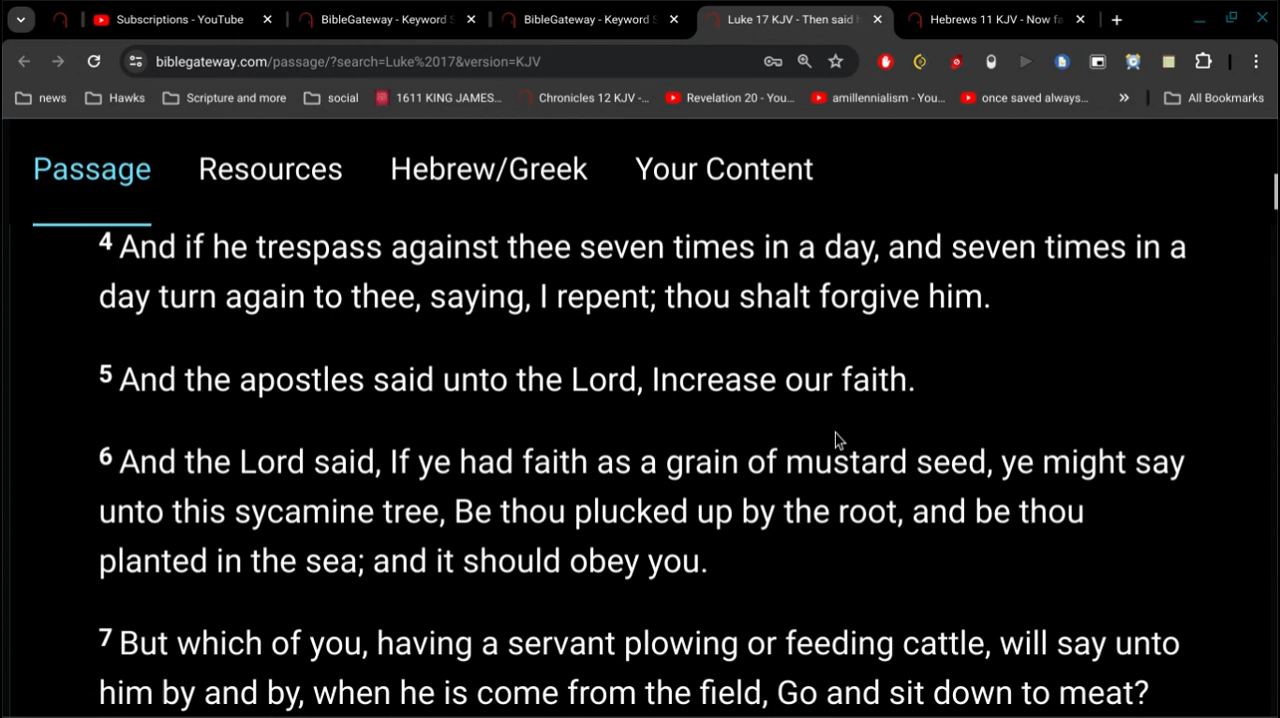 Subscriptions - YouTube
BibleGateway - Keyword S
BibleGateway - Keyword S
Luke 17 KJV - Then said h
Hebrews 11 KJV - Now fa
biblegateway.com/passage/?search=Luke%2017&version=KJV
news
Hawks
Scripture and more
social
1611 KING JAMES...
Chronicles 12 KJV -...
Revelation 20 - You...
amillennialism - You...
once saved always...
All Bookmarks
Passage
Resources
Hebrew/Greek
Your Content
4 And if he trespass against thee seven times in a day, and seven times in a
day turn again to thee, saying, I repent; thou shalt forgive him.
5 And the apostles said unto the Lord, Increase our faith.
6 And the Lord said, If ye had faith as a grain of mustard seed, ye might say
unto this sycamine tree, Be thou plucked up by the root, and be thou
planted in the sea; and it should obey you.
7 But which of you, having a servant plowing or feeding cattle, will say unto
him by and by, when he is come from the field, Go and sit down to meat?